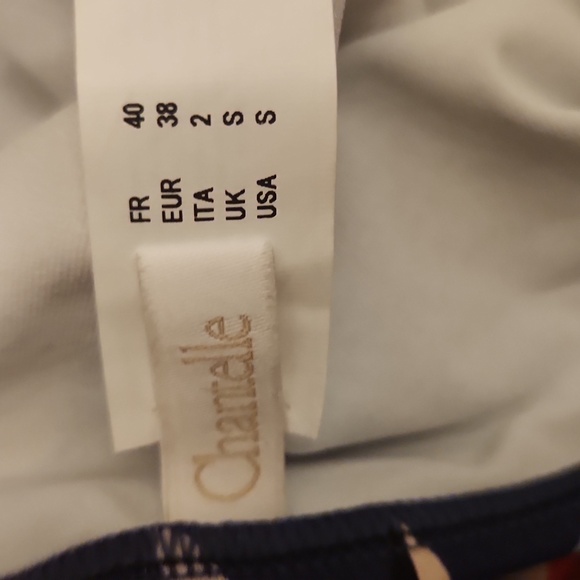 FR 40
EUR 38
ITA 2
UK S
USA S
Chantelle